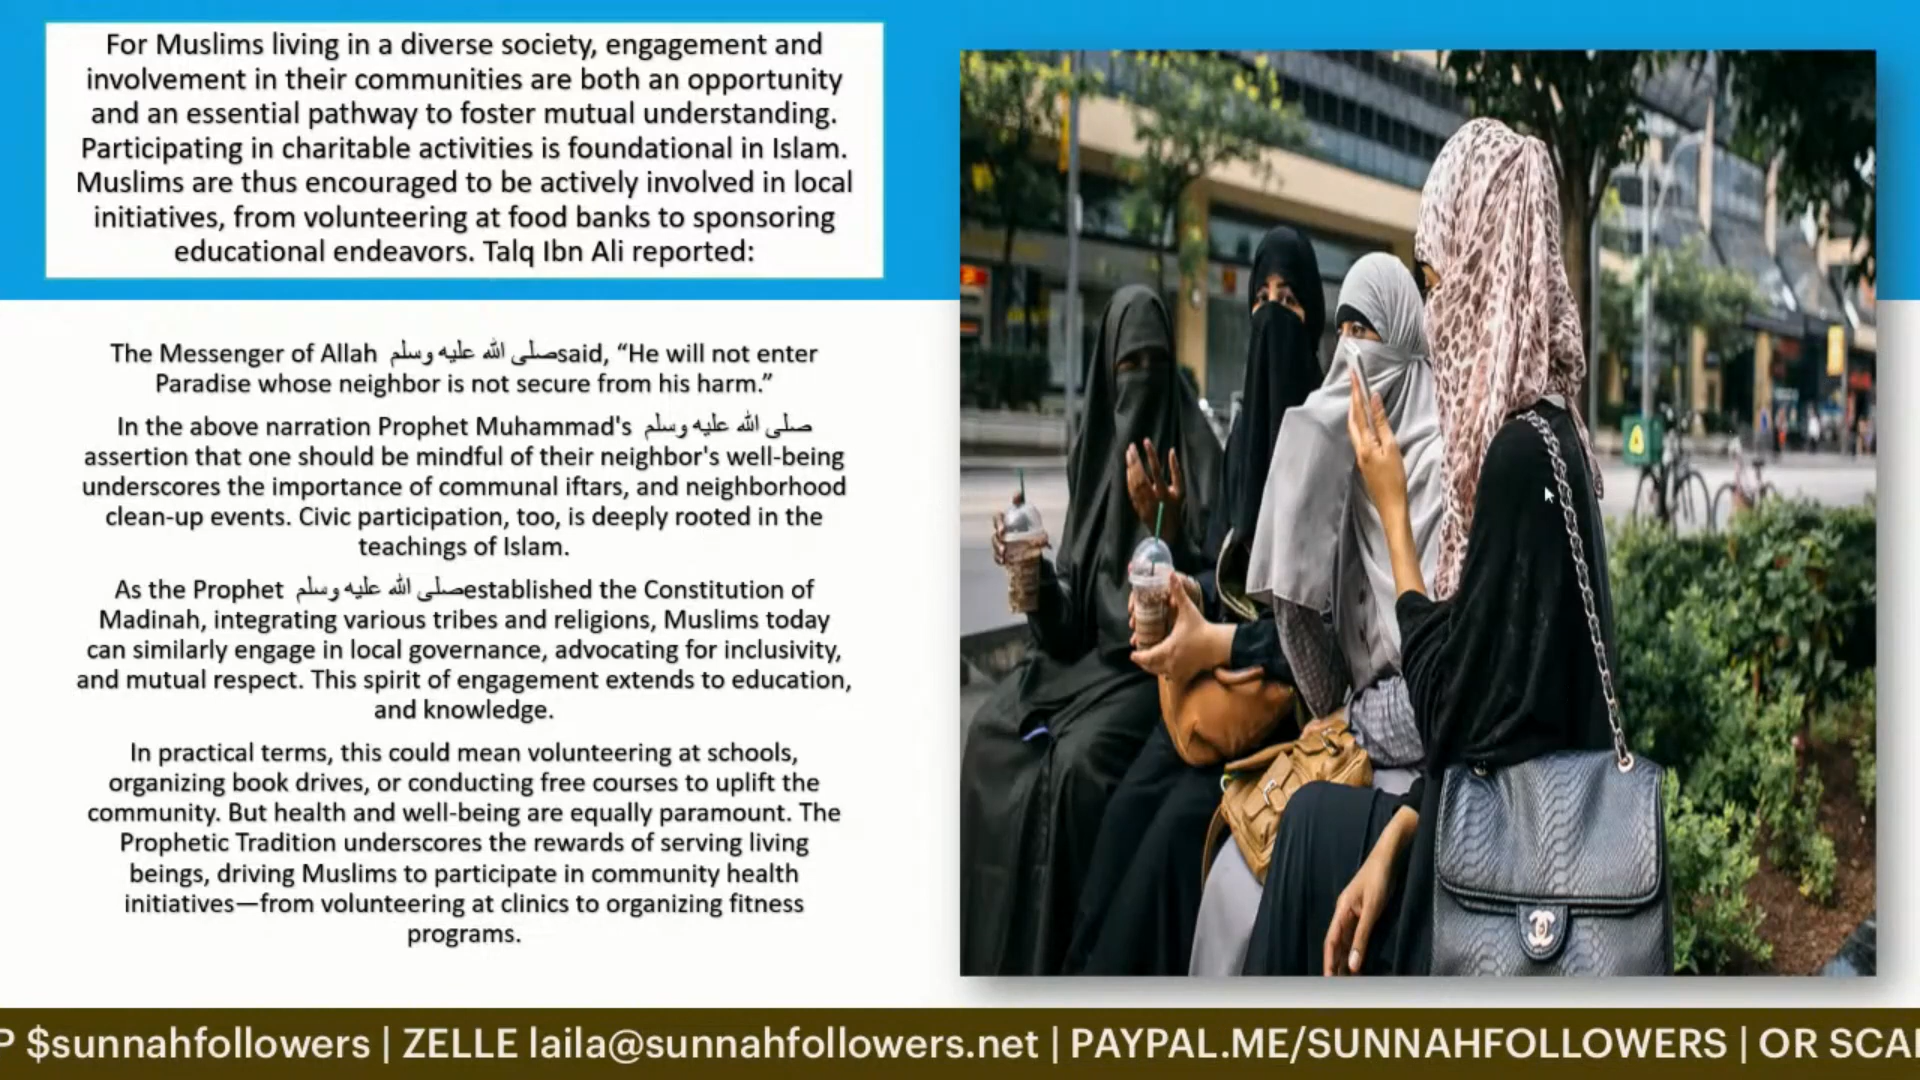 For Muslims living in a diverse society, engagement and
involvement in their communities are both an opportunity
and an essential pathway to foster mutual understanding.
Participating in charitable activities is foundational in Islam.
Muslims are thus encouraged to be actively involved in local
initiatives, from volunteering at food banks to sponsoring
educational endeavors. Talq Ibn Ali reported:
The Messenger of Allah صلى الله عليه وسلم said, “He will not enter
Paradise whose neighbor is not secure from his harm.”
In the above narration Prophet Muhammad's صلى الله عليه وسلم
assertion that one should be mindful of their neighbor's well-being
underscores the importance of communal iftars, and neighborhood
clean-up events. Civic participation, too, is deeply rooted in the
teachings of Islam.
As the Prophet صلى الله عليه وسلم established the Constitution of
Madinah, integrating various tribes and religions, Muslims today
can similarly engage in local governance, advocating for inclusivity,
and mutual respect. This spirit of engagement extends to education,
and knowledge.
In practical terms, this could mean volunteering at schools,
organizing book drives, or conducting free courses to uplift the
community. But health and well-being are equally paramount. The
Prophetic Tradition underscores the rewards of serving living
beings, driving Muslims to participate in community health
initiatives—from volunteering at clinics to organizing fitness
programs.
P $sunnahfollowers | ZELLE laila@sunnahfollowers.net | PAYPAL.ME/SUNNAHFOLLOWERS | OR SCA